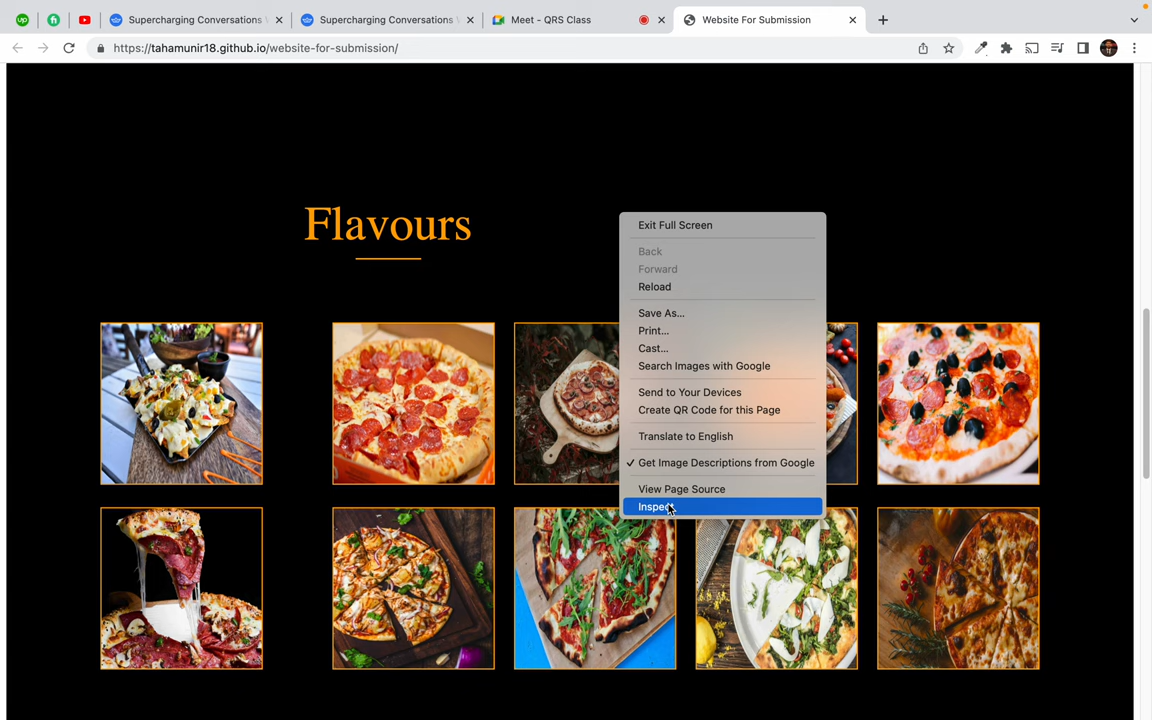 up
fi
Supercharging Conversations
Supercharging Conversations
Meet - QRS Class
Website For Submission
https://tahamunir18.github.io/website-for-submission/
Flavours
Exit Full Screen
Back
Forward
Reload
Save As...
Print...
Cast...
Search Images with Google
Send to Your Devices
Create QR Code for this Page
Translate to English
✓ Get Image Descriptions from Google
View Page Source
Inspect